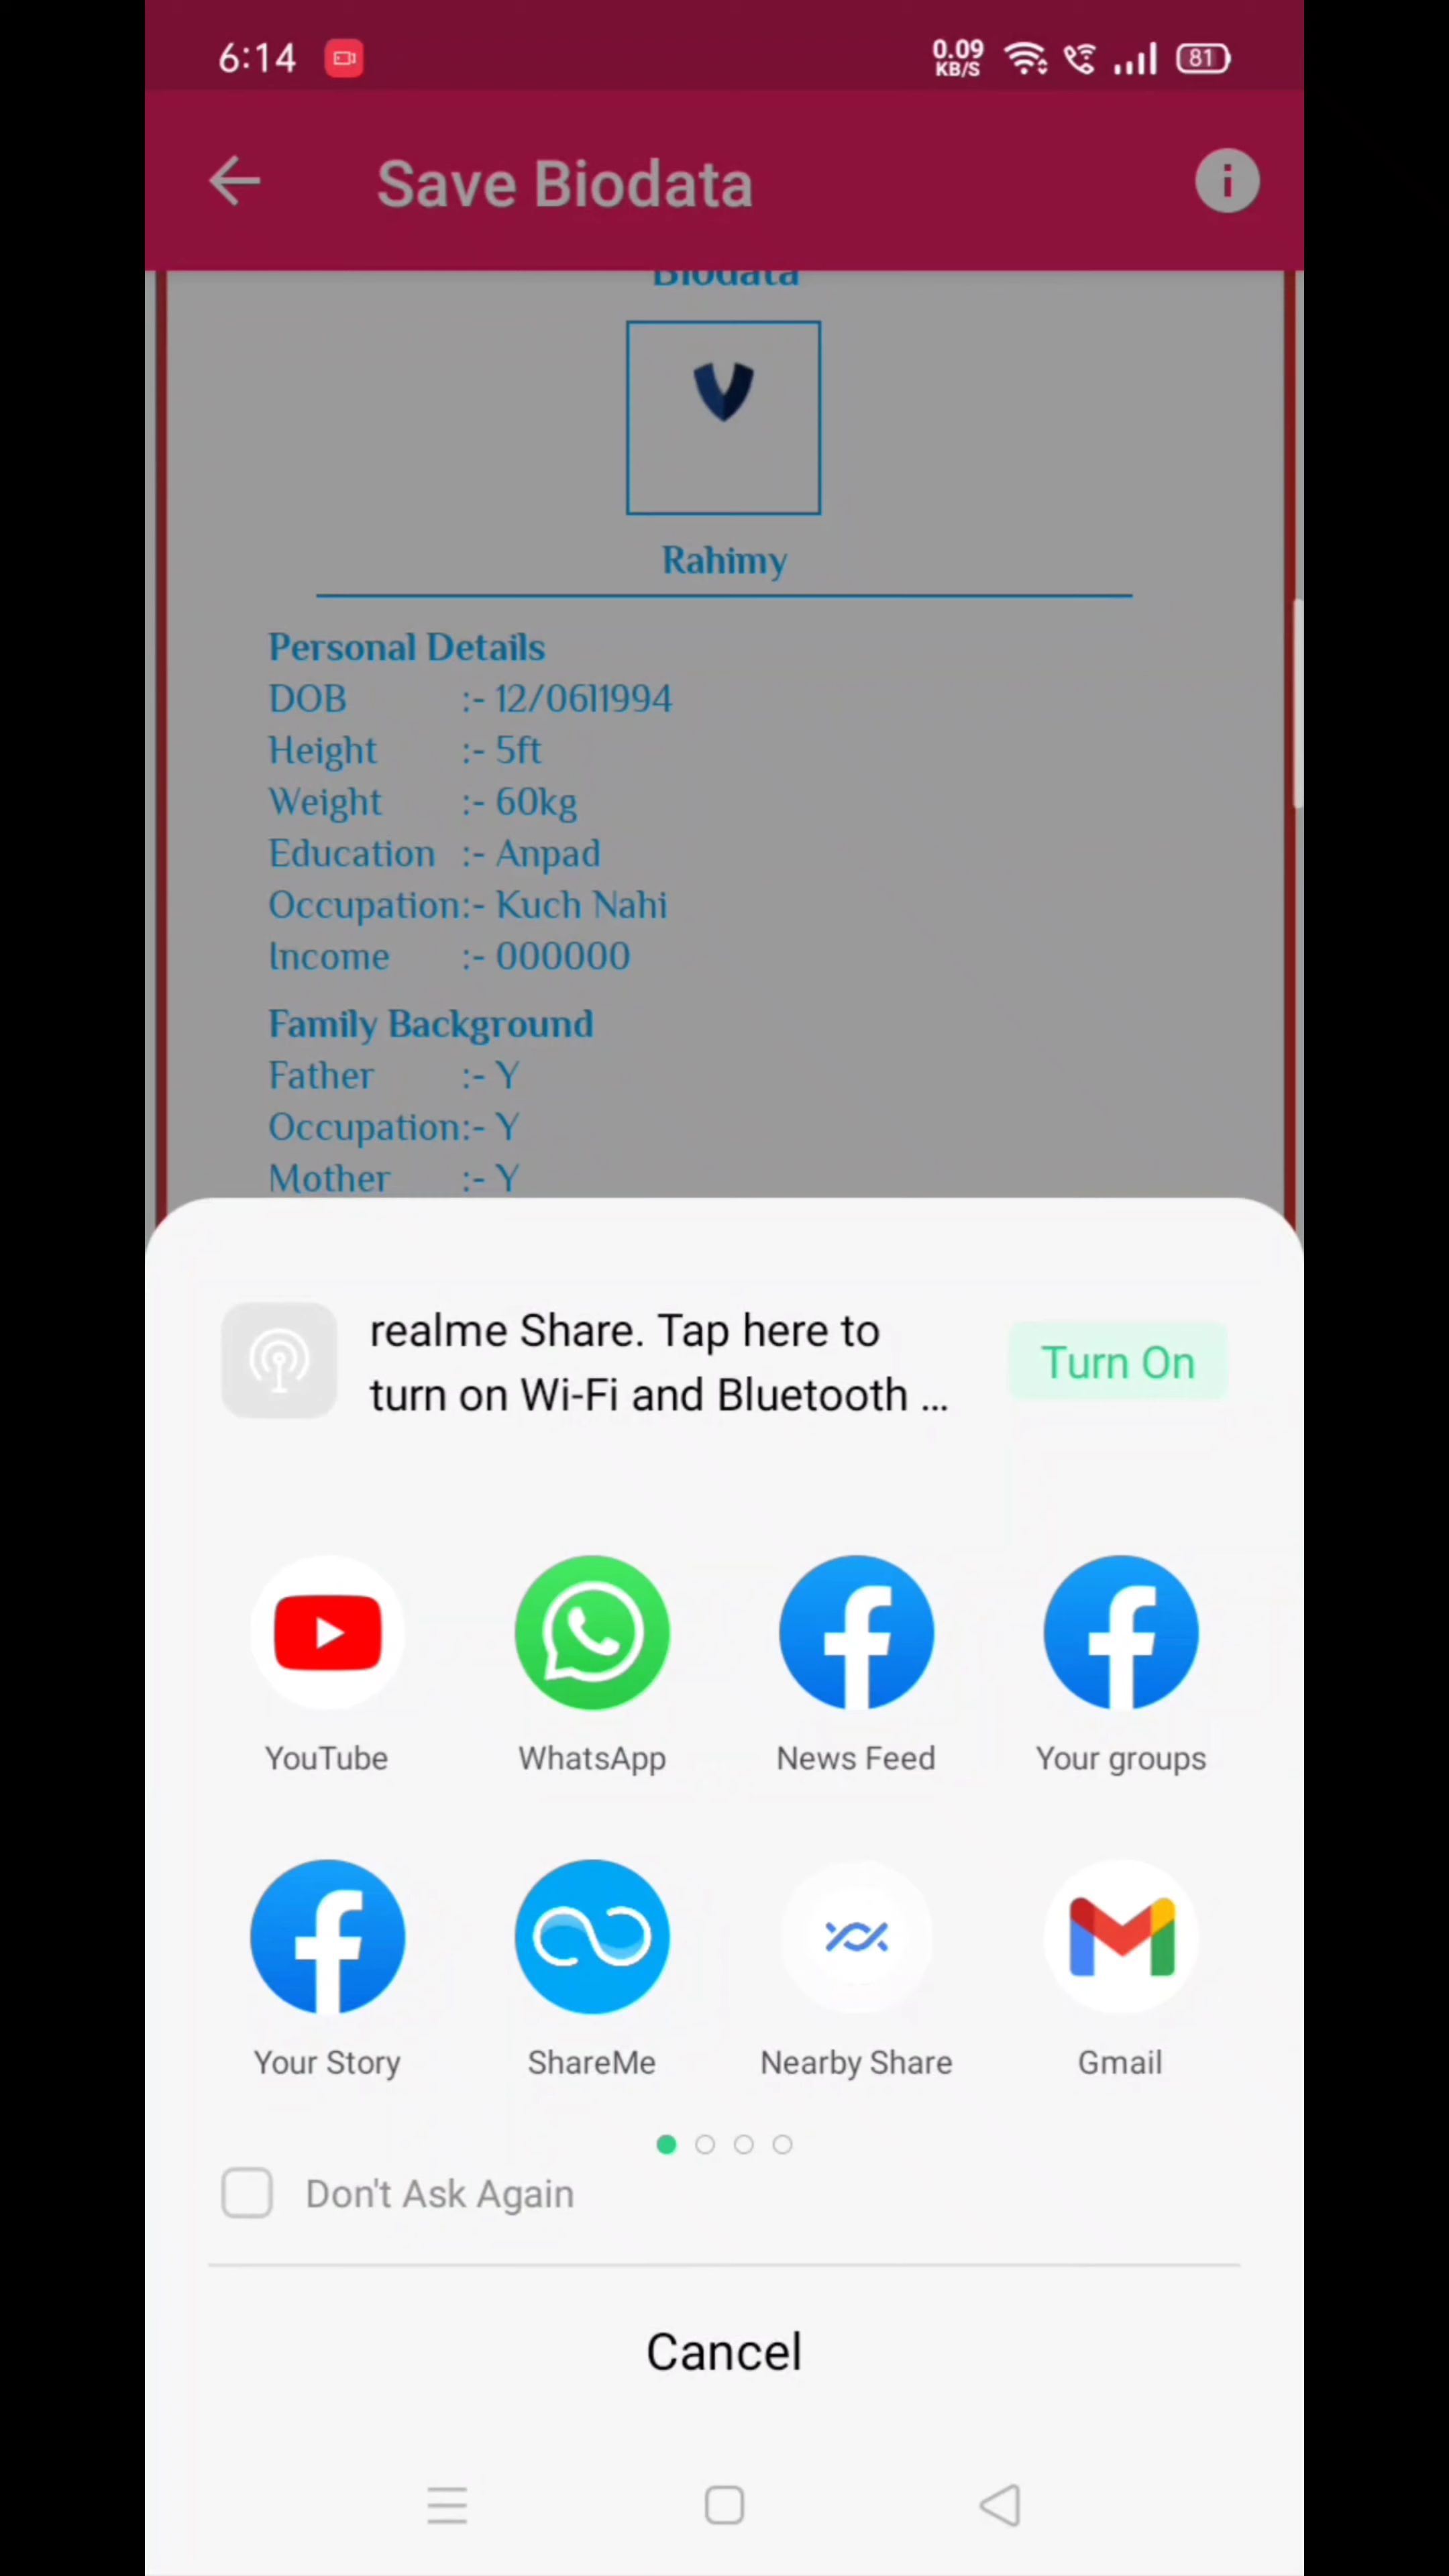 6:14
0.09
KB/S
81
Save Biodata
Biodata
Rahimy
Personal Details
DOB :- 12/0611994
Height :- 5ft
Weight :- 60kg
Education :- Anpad
Occupation:- Kuch Nahi
Income :- 000000
Family Background
Father :- Y
Occupation:- Y
Mother :- Y
realme Share. Tap here to
turn on Wi-Fi and Bluetooth ...
Turn On
YouTube
WhatsApp
News Feed
Your groups
Your Story
ShareMe
Nearby Share
Gmail
Don't Ask Again
Cancel